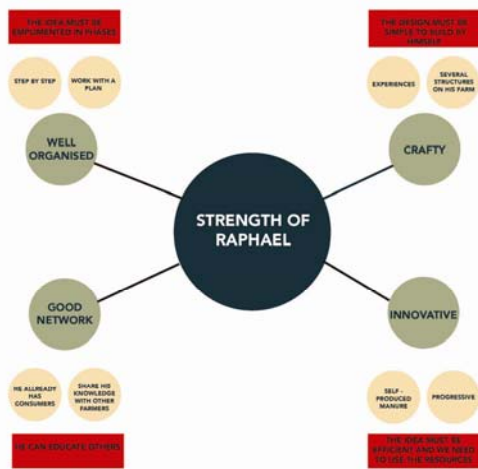 THE IDEA MUST BE
EMPLIMENTED IN PHASES
STEP BY STEP
WORK WITH A
PLAN
WELL
ORGANISED
THE DESIGN MUST BE
SIMPLE TO BUILD BY
HIMSELF
EXPERIENCES
SEVERAL
STRUCTURES
ON HIS FARM
CRAFTY
STRENGTH OF
RAPHAEL
GOOD
NETWORK
HE ALLREADY
HAS
CONSUMERS
SHARE HIS
KNOWLEDGE
WITH OTHER
FARMERS
HE CAN EDUCATE OTHERS
INNOVATIVE
SELF -
PRODUCED
MANURE
PROGRESSIVE
THE IDEA MUST BE
EFFICIENT AND WE NEED
TO USE THE RESOURCES